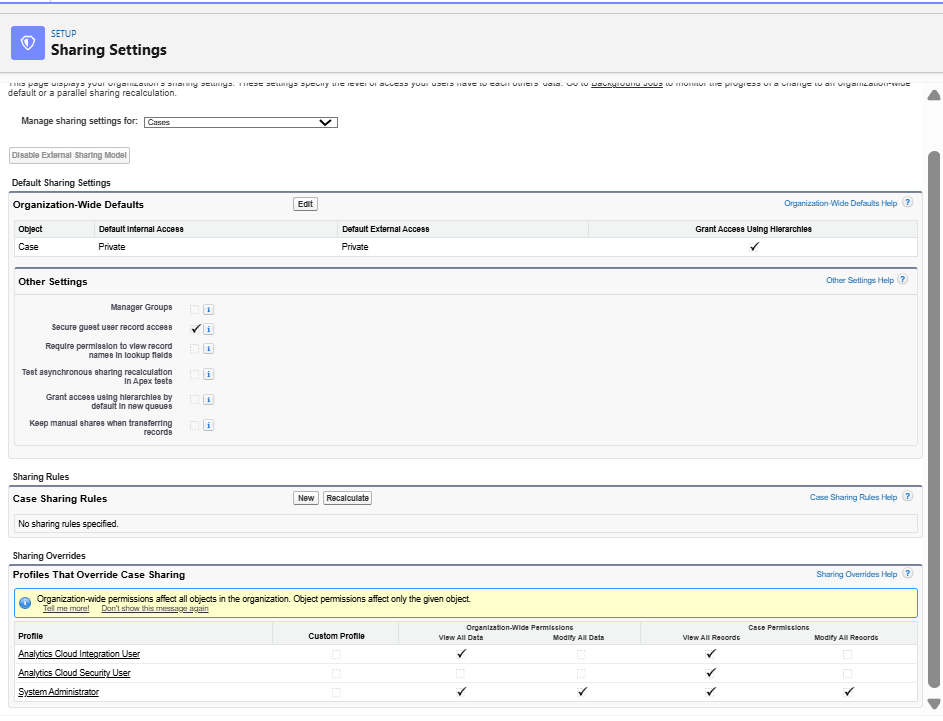 SETUP
Sharing Settings
This page displays your organization's sharing settings. These settings specify the level of access your users have to each others' data. Go to Background Jobs to monitor the progress of a change to an organization-wide
default or a parallel sharing recalculation.
Manage sharing settings for: Cases
Disable External Sharing Model
Default Sharing Settings
Organization-Wide Defaults Edit Organization-Wide Defaults Help ?
Object Default Internal Access Default External Access Grant Access Using Hierarchies
Case Private Private ✓
Other Settings Other Settings Help ?
Manager Groups i
Secure guest user record access ✓ i
Require permission to view record
names in lookup fields i
Test asynchronous sharing recalculation
in Apex tests i
Grant access using hierarchies by
default in new queues i
Keep manual shares when transferring
records i
Sharing Rules
Case Sharing Rules New Recalculate Case Sharing Rules Help ?
No sharing rules specified.
Sharing Overrides
Profiles That Override Case Sharing Sharing Overrides Help ?
i Organization-wide permissions affect all objects in the organization. Object permissions affect only the given object.
Tell me more! Don't show this message again
Organization-Wide Permissions Case Permissions
Profile Custom Profile View All Data Modify All Data View All Records Modify All Records
Analytics Cloud Integration User ✓ ✓
Analytics Cloud Security User ✓
System Administrator ✓ ✓ ✓ ✓